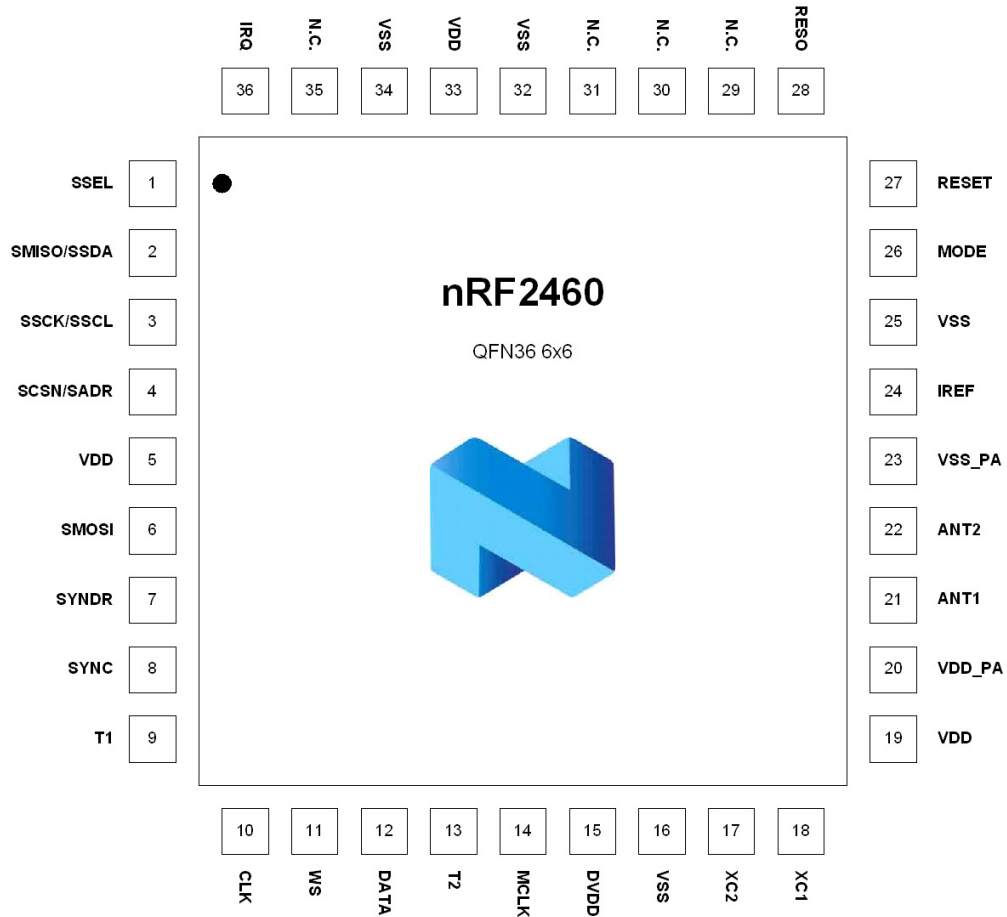 IRQ
N.C.
VSS
VDD
VSS
N.C.
N.C.
N.C.
RESO
36
35
34
33
32
31
30
29
28
SSEL 1
SMISO/SSDA 2
SSCK/SSCL 3
SCSN/SADR 4
VDD 5
SMOSI 6
SYNDR 7
SYNC 8
T1 9
nRF2460
QFN36 6x6
27 RESET
26 MODE
25 VSS
24 IREF
23 VSS_PA
22 ANT2
21 ANT1
20 VDD_PA
19 VDD
10
11
12
13
14
15
16
17
18
CLK
WS
DATA
T2
MCLK
DVDD
VSS
XC2
XC1